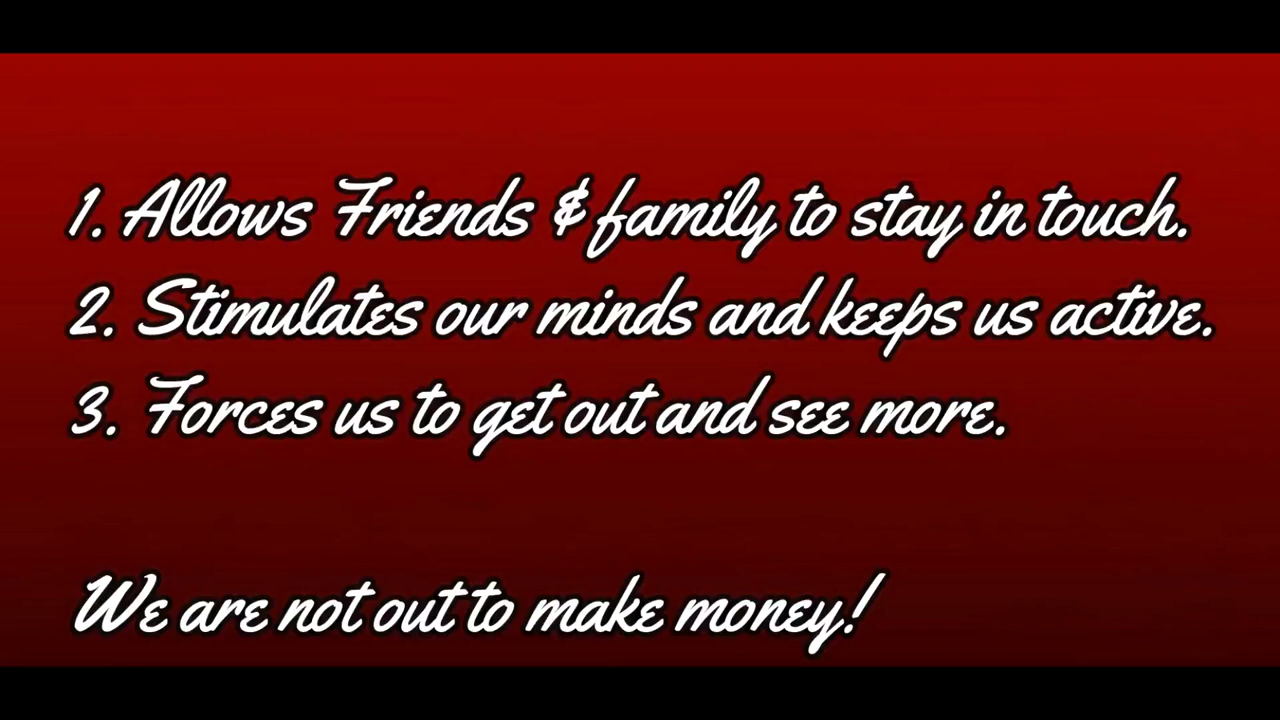 1. Allows Friends & family to stay in touch.
2. Stimulates our minds and keeps us active.
3. Forces us to get out and see more.
We are not out to make money!